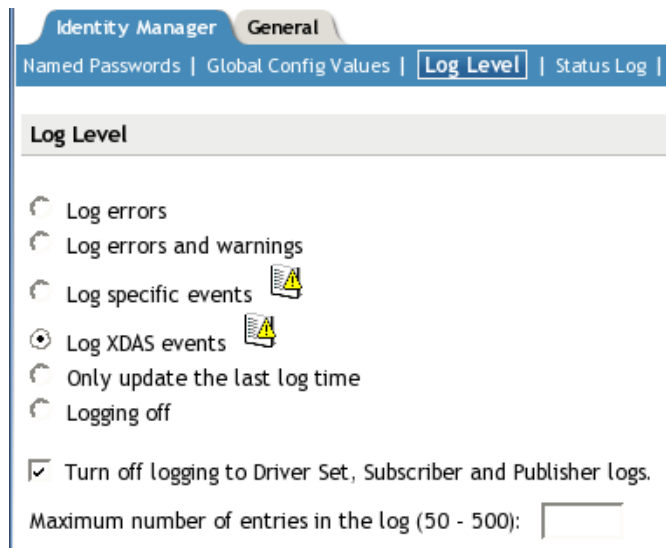 Identity Manager General
Named Passwords | Global Config Values | Log Level | Status Log |
Log Level
Log errors
Log errors and warnings
Log specific events
Log XDAS events
Only update the last log time
Logging off
Turn off logging to Driver Set, Subscriber and Publisher logs.
Maximum number of entries in the log (50 - 500):